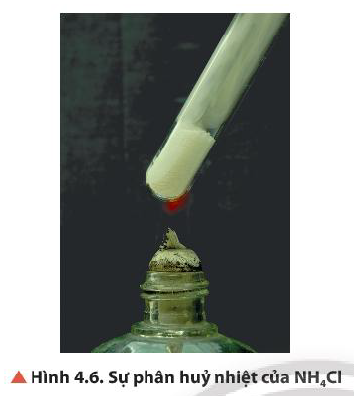 ▲ Hình 4.6. Sự phân huỷ nhiệt của NH₄Cl